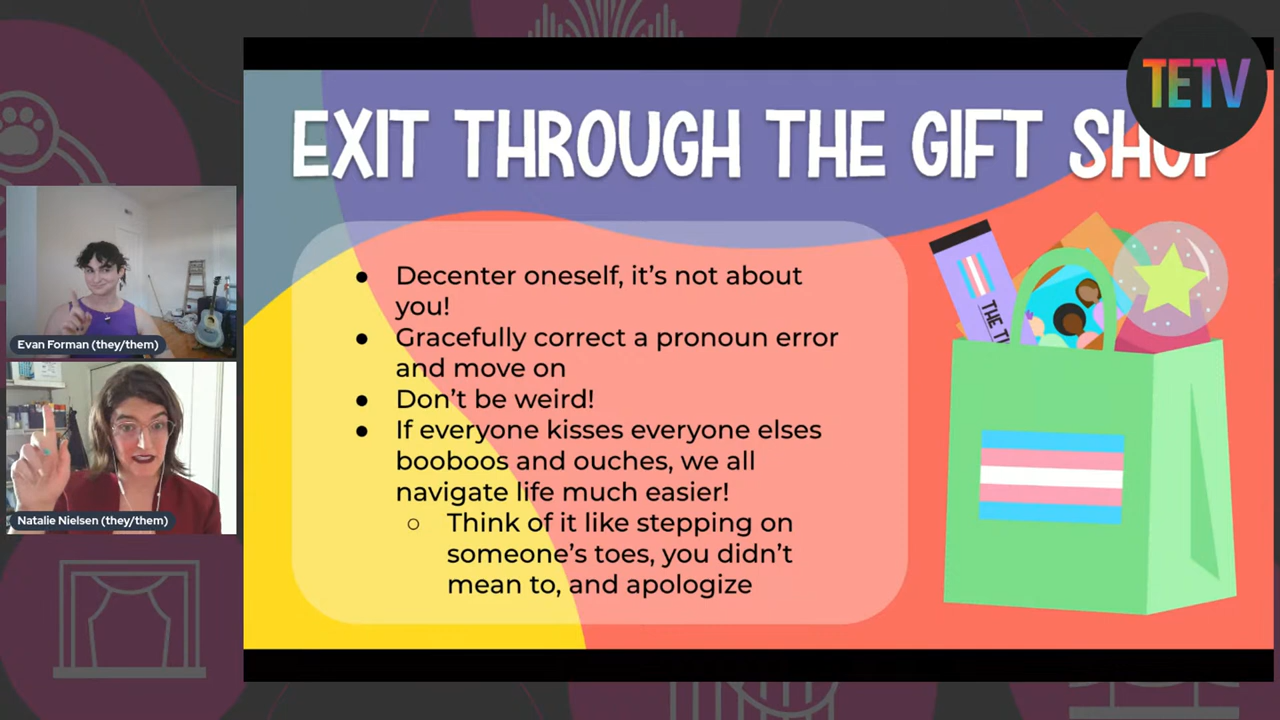 TETV
EXIT THROUGH THE GIFT SHOP
• Decenter oneself, it's not about
you!
• Gracefully correct a pronoun error
and move on
• Don't be weird!
• If everyone kisses everyone elses
booboos and ouches, we all
navigate life much easier!
○ Think of it like stepping on
someone's toes, you didn't
mean to, and apologize
THE
Evan Forman (they/them)
Natalie Nielsen (they/them)